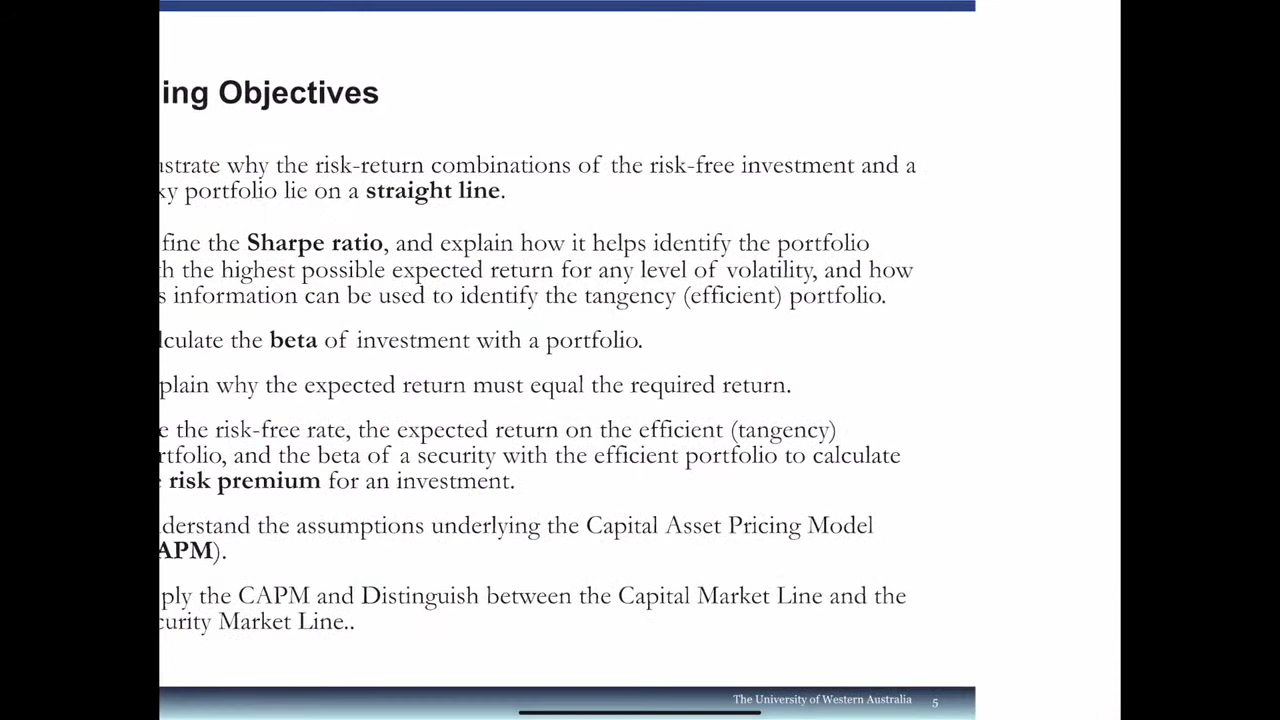 ing Objectives
ustrate why the risk-return combinations of the risk-free investment and a
ky portfolio lie on a straight line.
fine the Sharpe ratio, and explain how it helps identify the portfolio
h the highest possible expected return for any level of volatility, and how
s information can be used to identify the tangency (efficient) portfolio.
lculate the beta of investment with a portfolio.
plain why the expected return must equal the required return.
e the risk-free rate, the expected return on the efficient (tangency)
rtfolio, and the beta of a security with the efficient portfolio to calculate
e risk premium for an investment.
derstand the assumptions underlying the Capital Asset Pricing Model
APM).
ply the CAPM and Distinguish between the Capital Market Line and the
curity Market Line..
The University of Western Australia 5